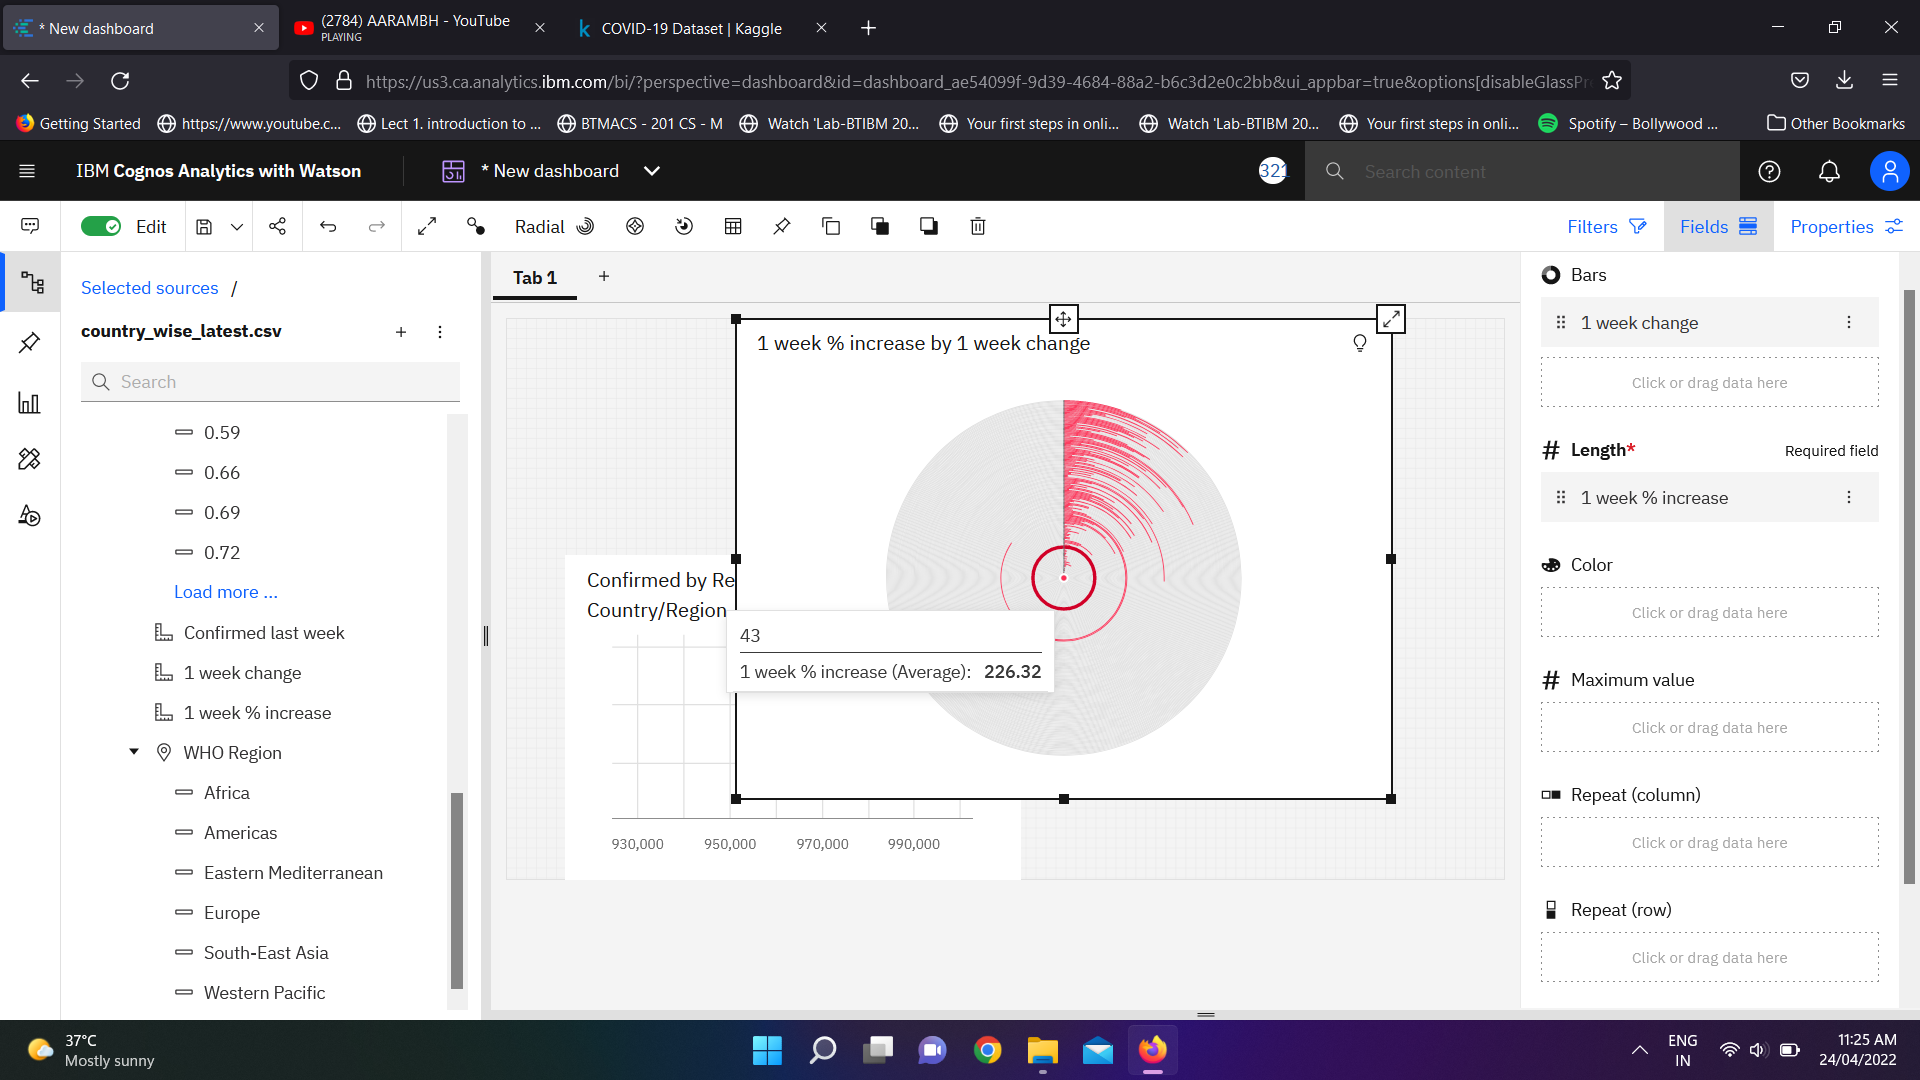 * New dashboard
(2784) AARAMBH - YouTube
PLAYING
COVID-19 Dataset | Kaggle
https://us3.ca.analytics.ibm.com/bi/?perspective=dashboard&id=dashboard_ae54099f-9d39-4684-88a2-b6c3d2e0c2bb&ui_appbar=true&options[disableGlassPr
Getting Started
https://www.youtube.c...
Lect 1. introduction to ...
BTMACS - 201 CS - M
Watch 'Lab-BTIBM 20...
Your first steps in onli...
Watch 'Lab-BTIBM 20...
Your first steps in onli...
Spotify – Bollywood ...
Other Bookmarks
IBM Cognos Analytics with Watson
* New dashboard
321
Search content
Edit
Radial
Filters
Fields
Properties
Selected sources /
country_wise_latest.csv
Search
0.59
0.66
0.69
0.72
Load more ...
Confirmed last week
1 week change
1 week % increase
WHO Region
Africa
Americas
Eastern Mediterranean
Europe
South-East Asia
Western Pacific
Tab 1
1 week % increase by 1 week change
Confirmed by Re
Country/Region
43
1 week % increase (Average): 226.32
930,000
950,000
970,000
990,000
Bars
1 week change
Click or drag data here
Length*
Required field
1 week % increase
Color
Click or drag data here
Maximum value
Click or drag data here
Repeat (column)
Click or drag data here
Repeat (row)
Click or drag data here
37°C
Mostly sunny
ENG
IN
11:25 AM
24/04/2022